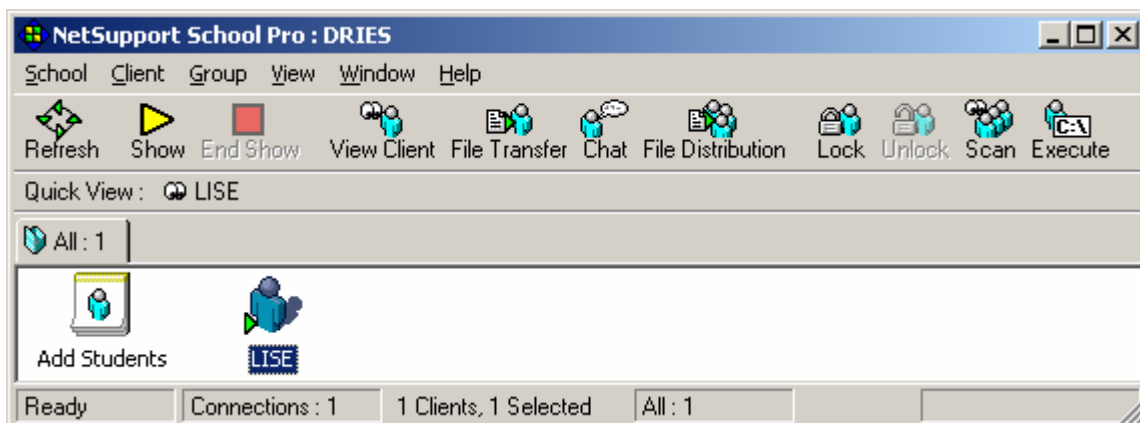 NetSupport School Pro : DRIES
School Client Group View Window Help
C:\
Refresh Show End Show View Client File Transfer Chat File Distribution Lock Unlock Scan Execute
Quick View : LISE
All : 1
Add Students LISE
Ready Connections : 1 1 Clients, 1 Selected All : 1